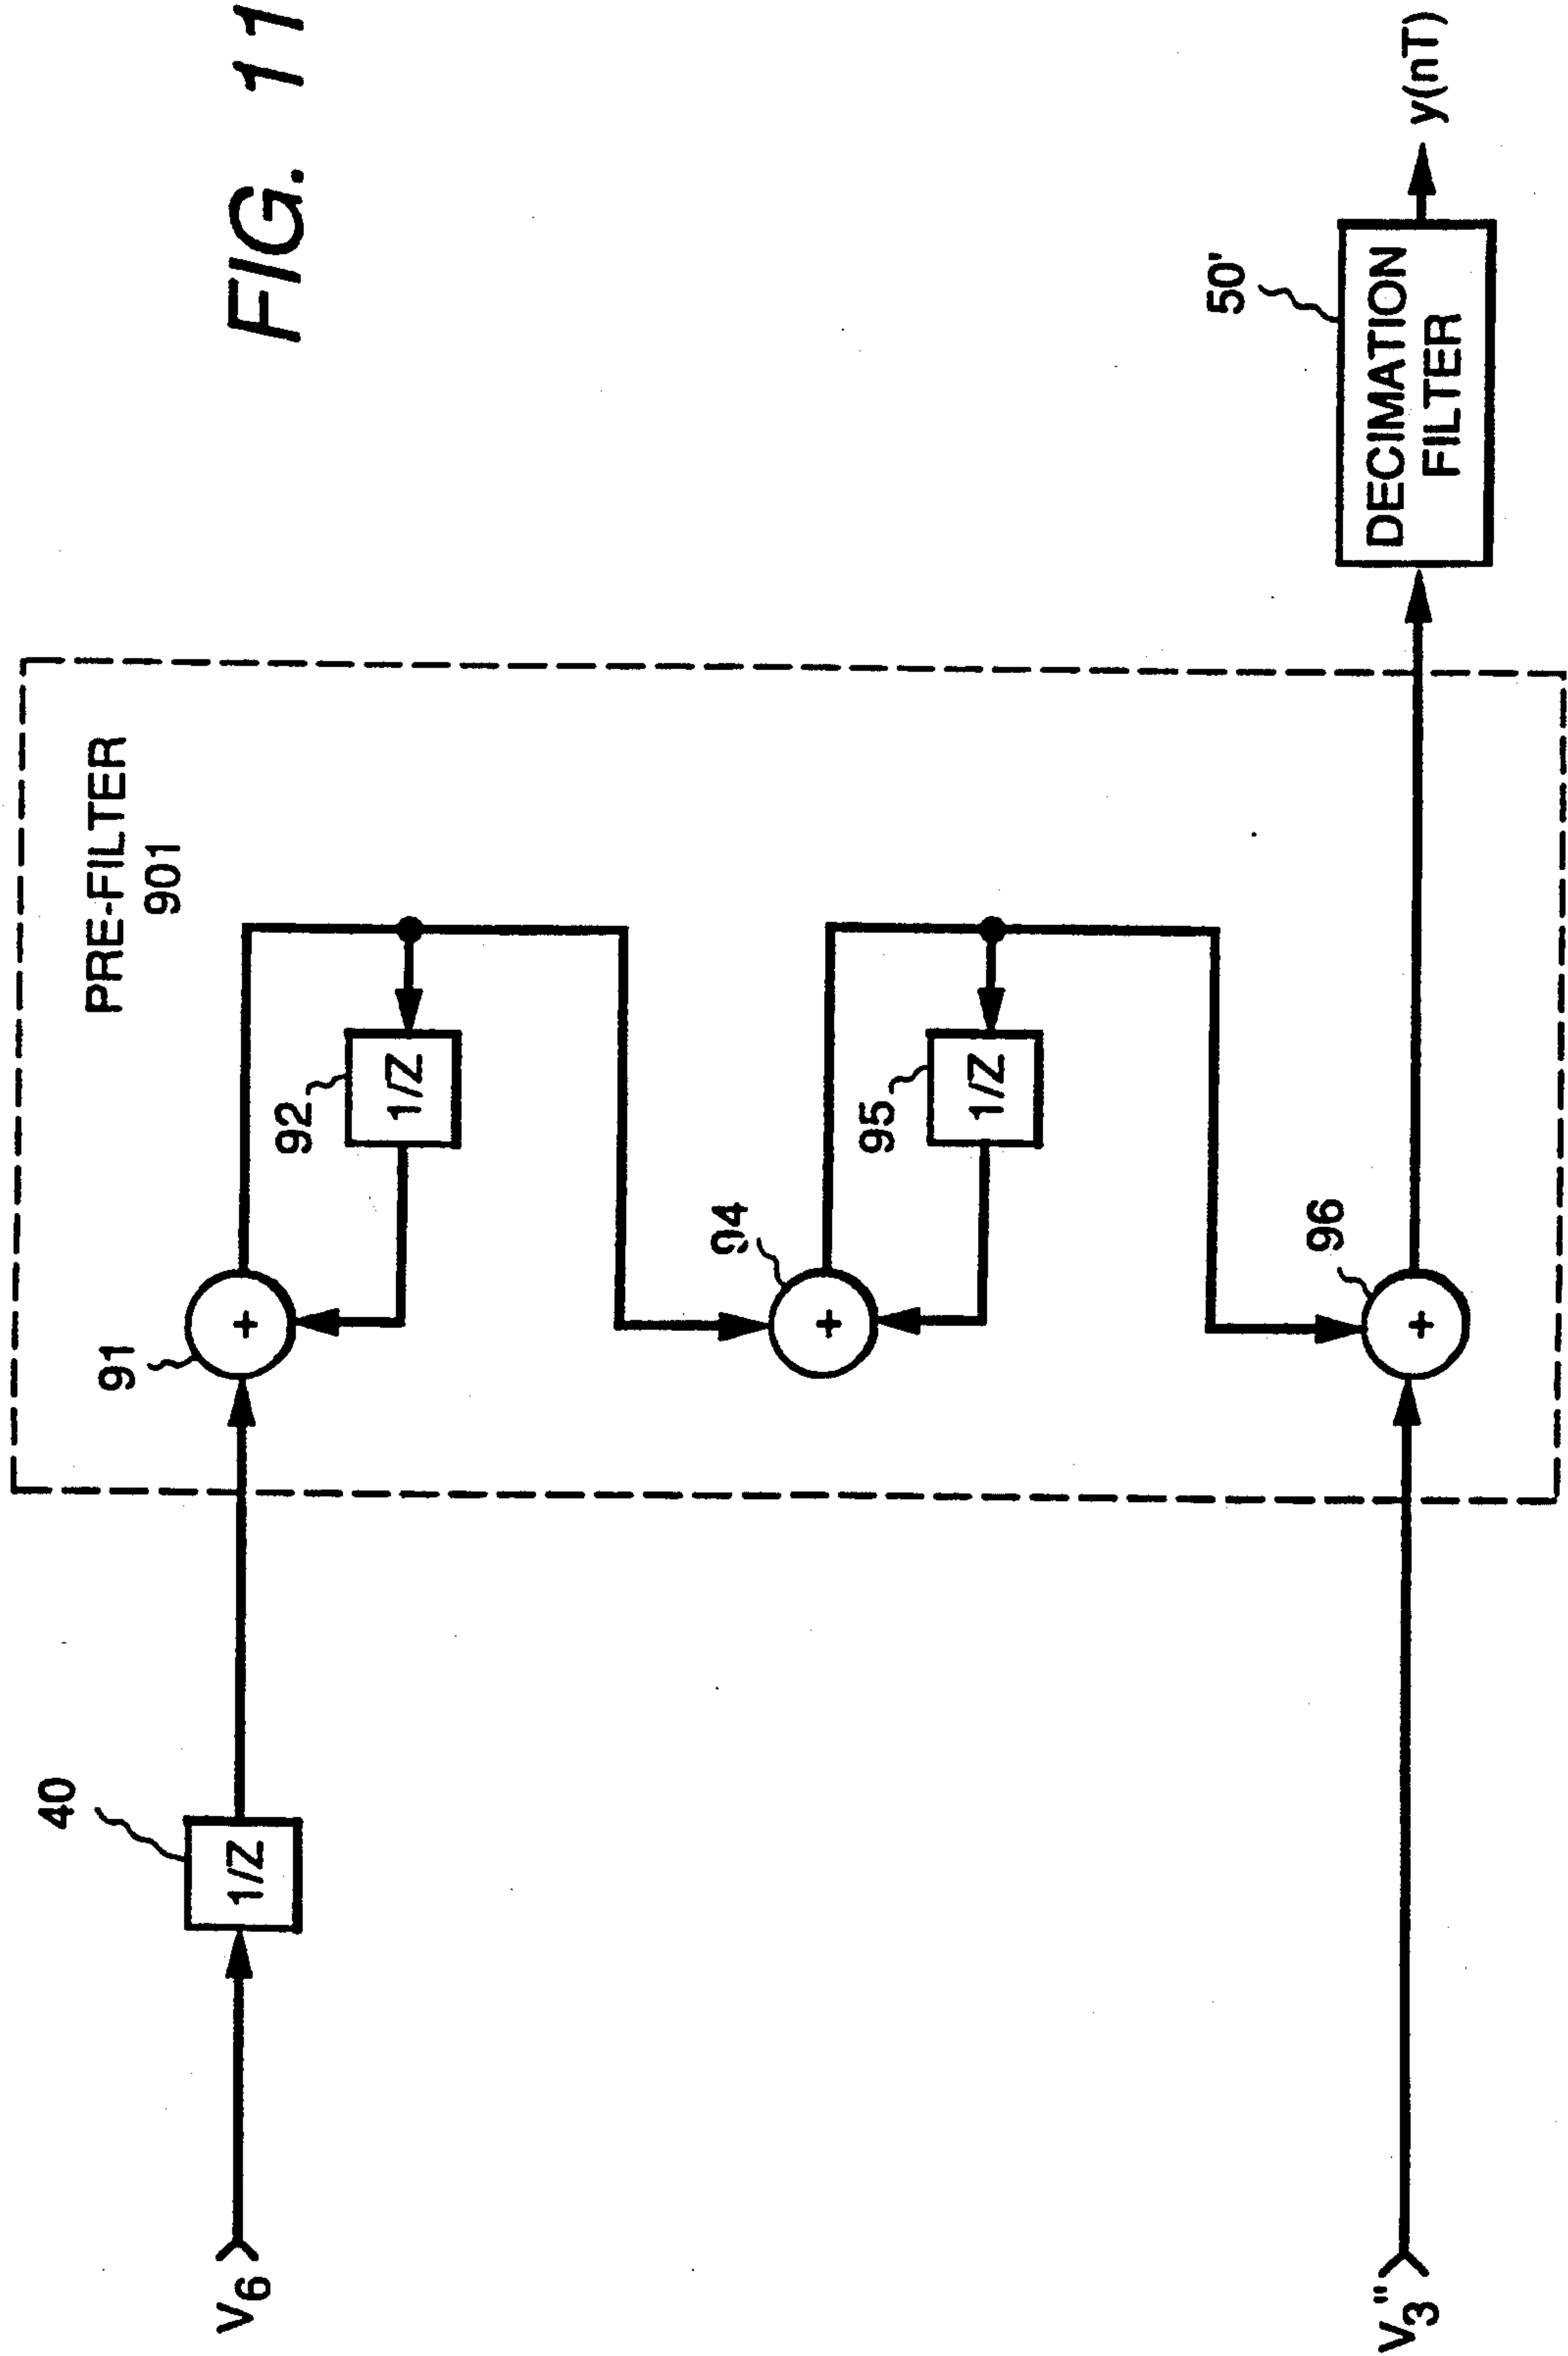 FIG. 11
PRE-FILTER
901
40
1/Z
V6
91
+
92
1/Z
94
+
95
1/Z
96
+
V3"
50'
DECIMATION
FILTER
y(nT)